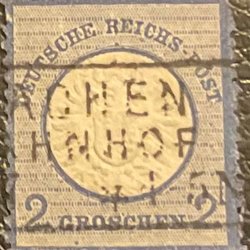 DEUTSCHE REICHS-POST
CHEN
HNHOF
2 GROSCHEN 2